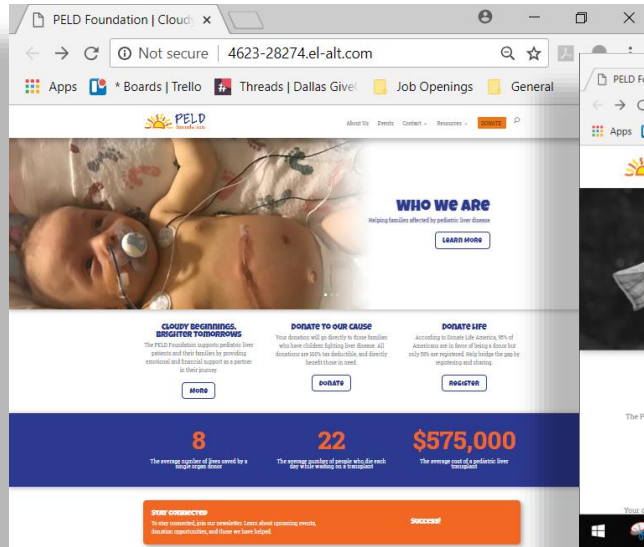 PELD Foundation | Cloudy
Not secure | 4623-28274.el-alt.com
Apps * Boards | Trello Threads | Dallas Give Job Openings General
PELD
foundation
About Us Events Contact Resources DONATE
WHO WE ARE
Helping families affected by pediatric liver disease
LEARN MORE
CLOUDY BEGINNINGS,
BRIGHTER TOMORROWS
The PELD Foundation supports pediatric liver
patients and their families by providing
emotional and financial support as a partner
in their journey.
MORE
DONATE TO OUR CAUSE
Your donation will go directly to those families
who have children fighting liver disease. All
donations are 100% tax deductible, and directly
benefit those in need.
DONATE
DONATE LIFE
According to Donate Life America, 95% of
Americans are in favor of being a donor but
only 58% are registered. Help bridge the gap by
registering and sharing.
REGISTER
8
The average number of lives saved by a
single organ donor
22
The average number of people who die each
day while waiting on a transplant
$575,000
The average cost of a pediatric liver
transplant
STAY CONNECTED
To stay connected, join our newsletter. Learn about upcoming events,
donation opportunities, and those we have helped.
Success!
PELD Fo
Apps
The P
Your d